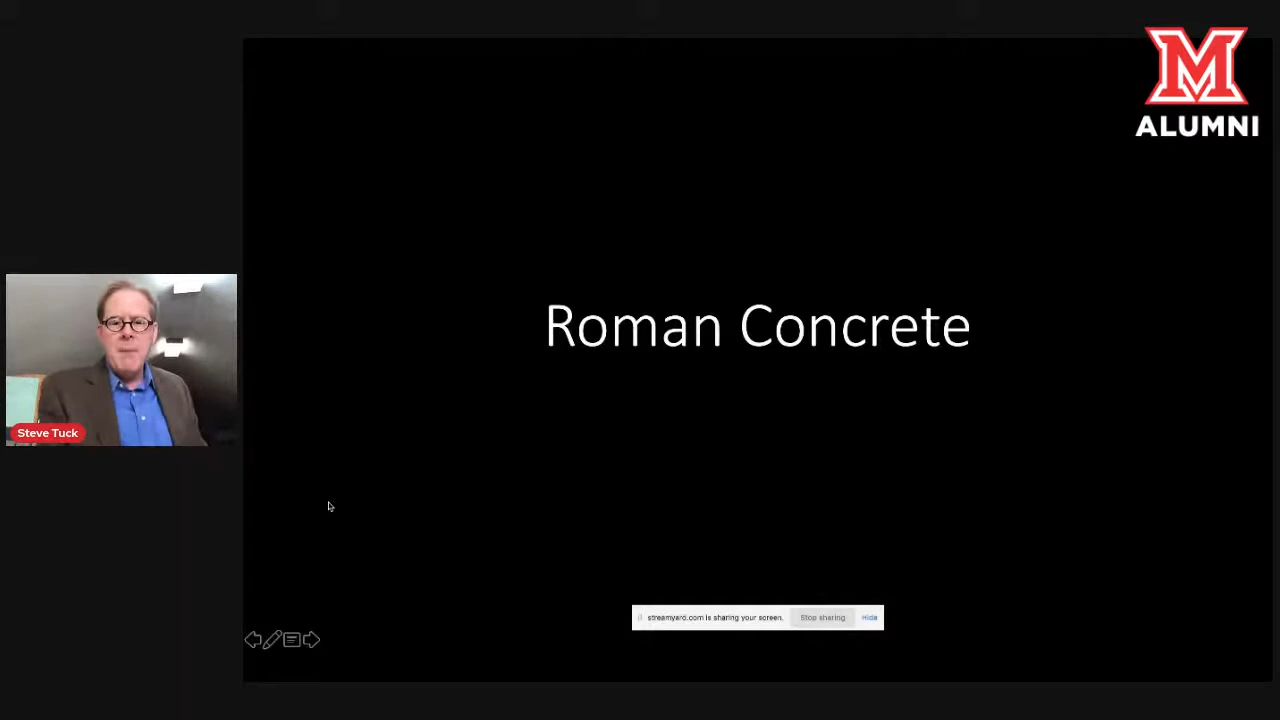 M
ALUMNI
Roman Concrete
Steve Tuck
streamyard.com is sharing your screen. Stop sharing Hide